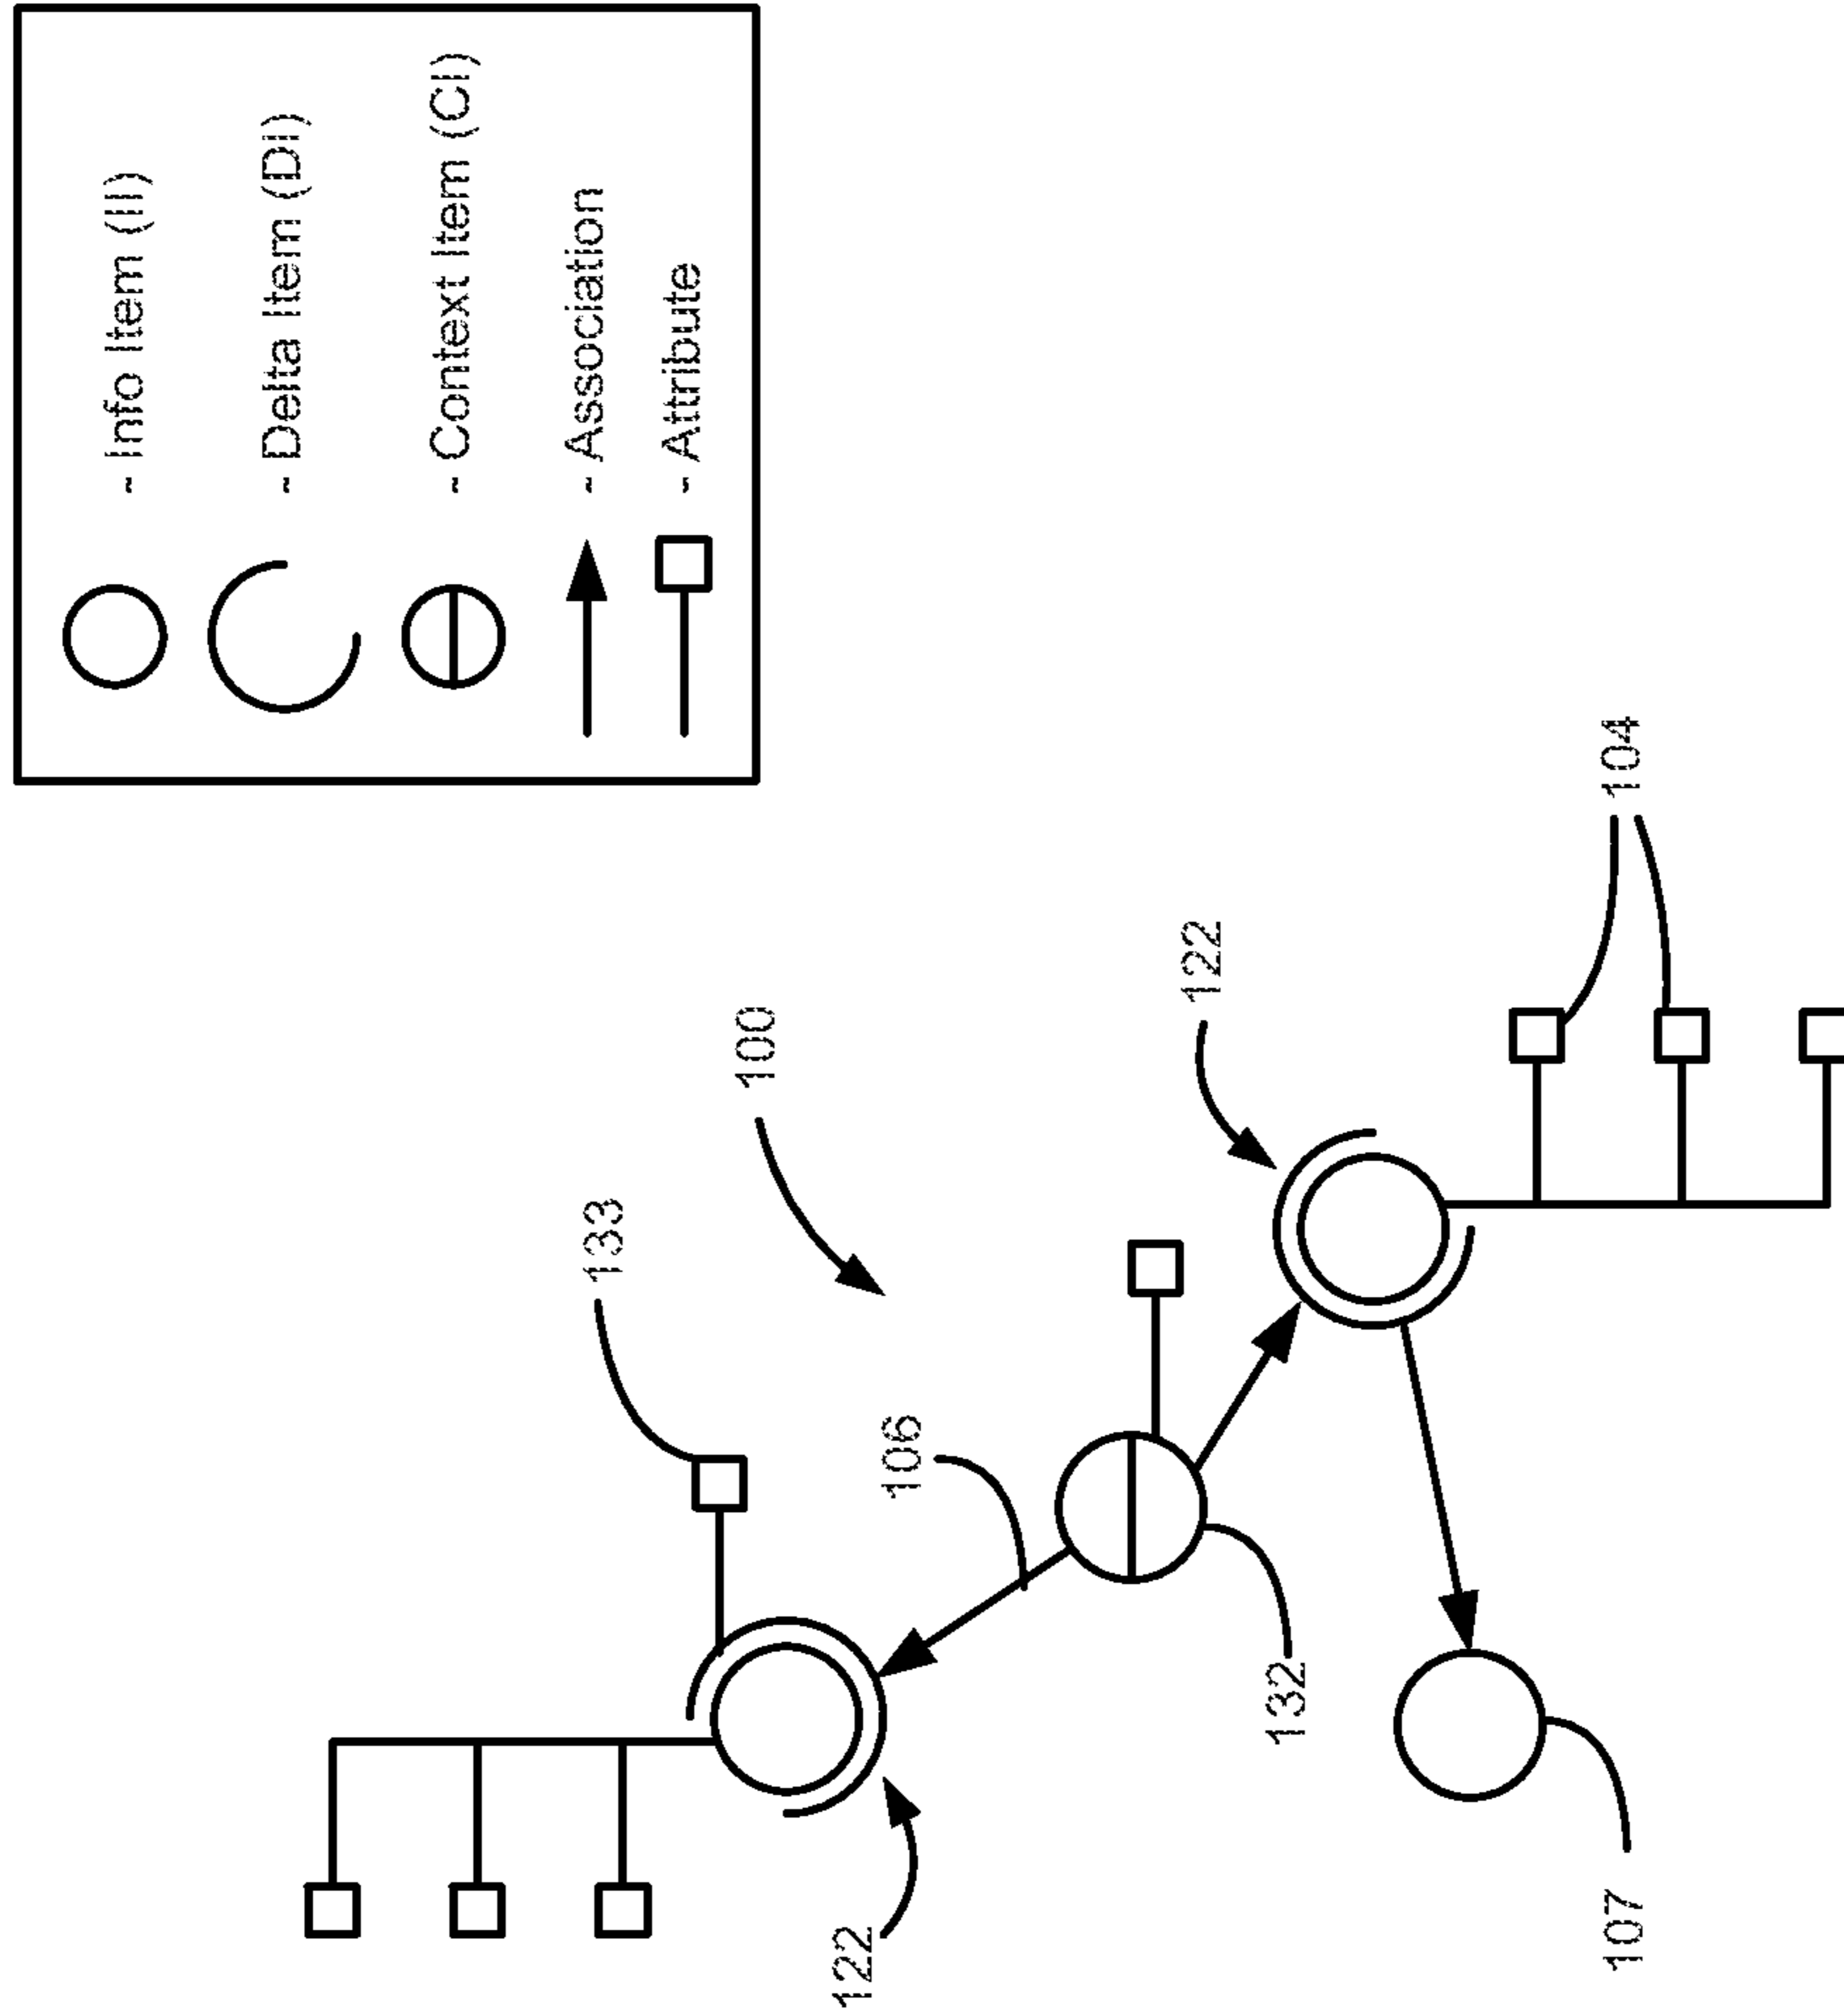 ~ Info Item (II)
~ Delta Item (DI)
~ Context Item (CI)
~ Association
~ Attribute
133
100
122
104
106
122
132
107